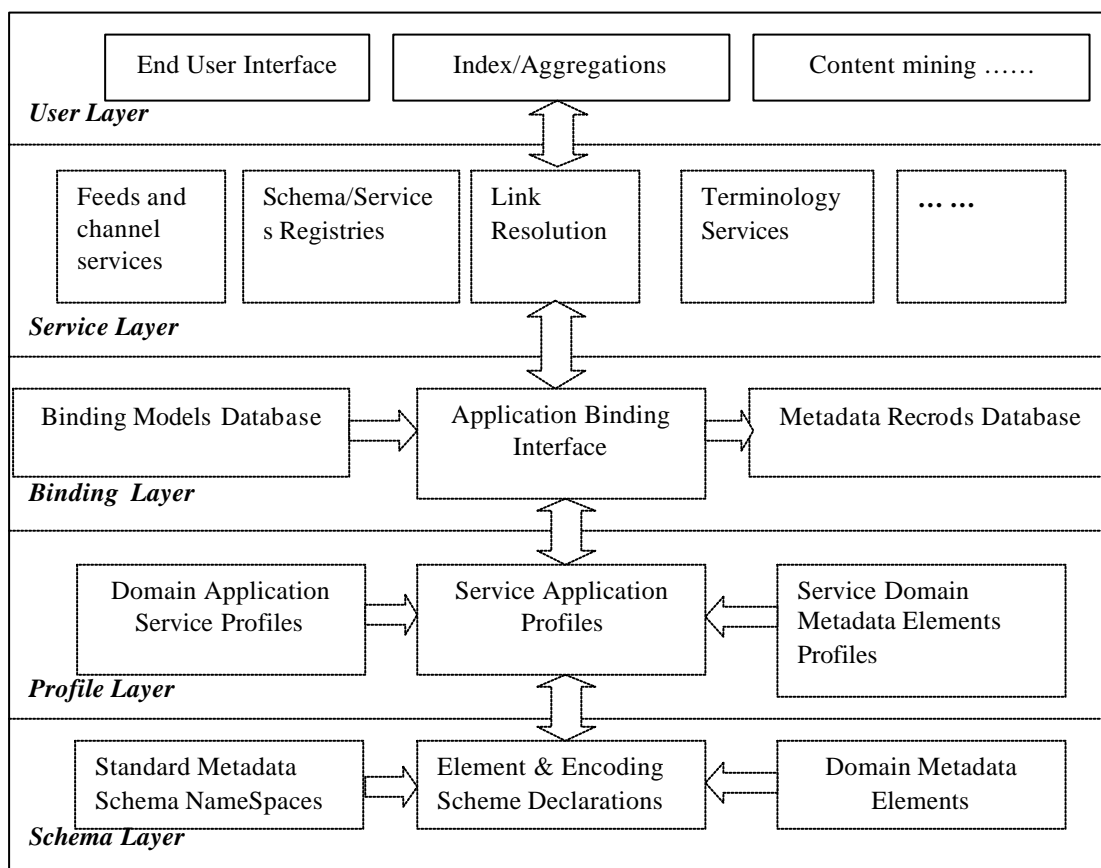 End User Interface
Index/Aggregations
Content mining ……
User Layer
Feeds and
channel
services
Schema/Service
s Registries
Link
Resolution
Terminology
Services
… …
Service Layer
Binding Models Database
Application Binding
Interface
Metadata Recrods Database
Binding Layer
Domain Application
Service Profiles
Service Application
Profiles
Service Domain
Metadata Elements
Profiles
Profile Layer
Standard Metadata
Schema NameSpaces
Element & Encoding
Scheme Declarations
Domain Metadata
Elements
Schema Layer